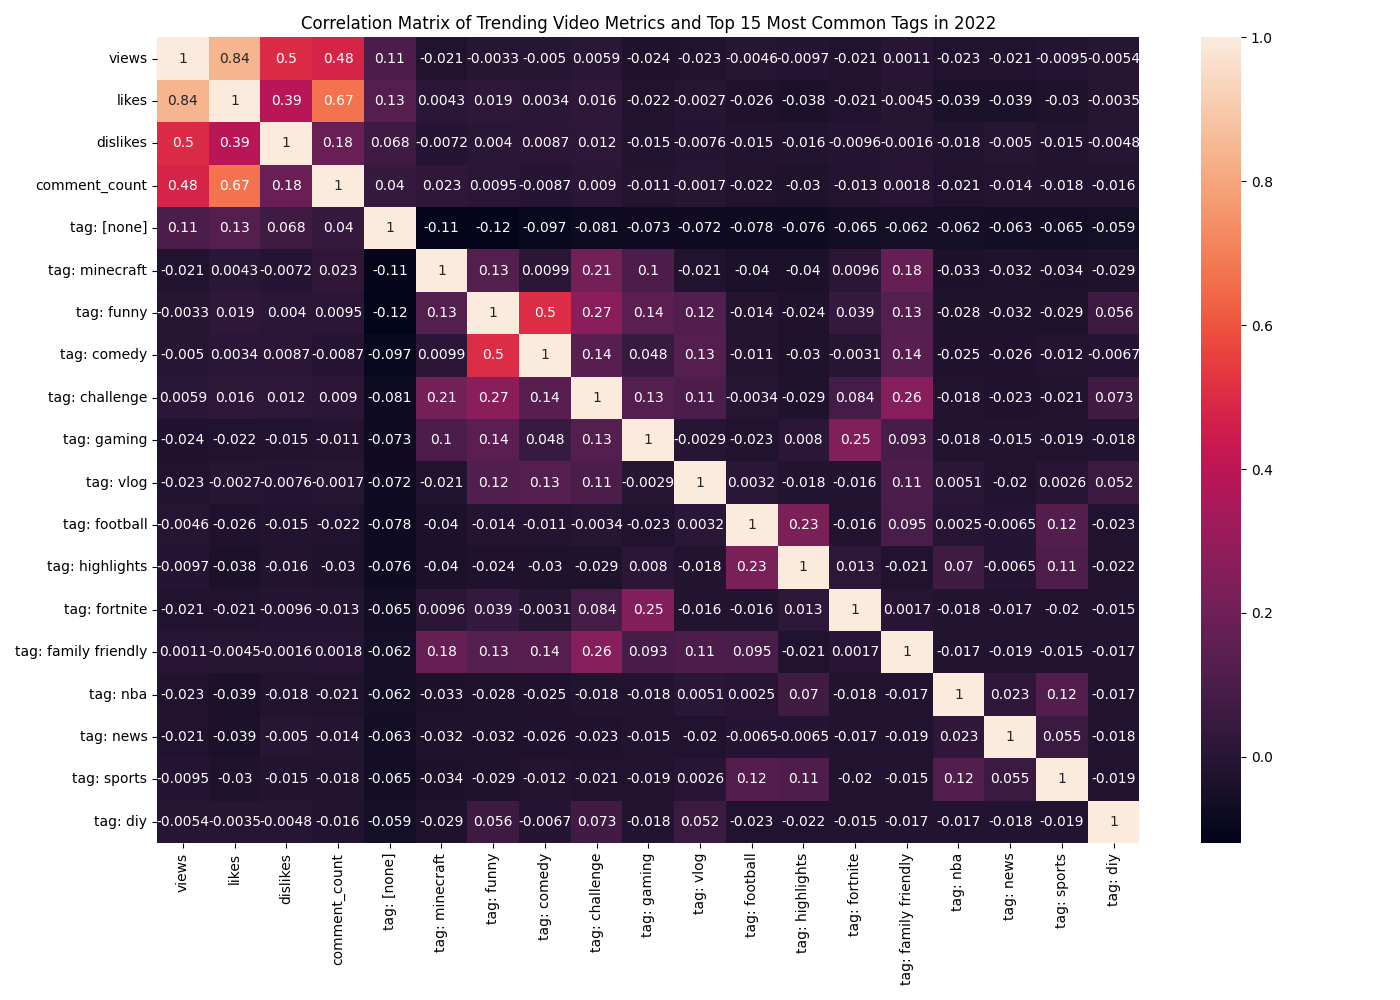 Correlation Matrix of Trending Video Metrics and Top 15 Most Common Tags in 2022
views 1 0.84 0.5 0.48 0.11 -0.021 -0.0033 -0.005 0.0059 -0.024 -0.023 -0.0046 -0.0097 -0.021 0.0011 -0.023 -0.021 -0.0095 -0.0054
likes 0.84 1 0.39 0.67 0.13 0.0043 0.019 0.0034 0.016 -0.022 -0.0027 -0.026 -0.038 -0.021 -0.0045 -0.039 -0.039 -0.03 -0.0035
dislikes 0.5 0.39 1 0.18 0.068 -0.0072 0.004 0.0087 0.012 -0.015 -0.0076 -0.015 -0.016 -0.0096 -0.0016 -0.018 -0.005 -0.015 -0.0048
comment_count 0.48 0.67 0.18 1 0.04 0.023 0.0095 -0.0087 0.009 -0.011 -0.0017 -0.022 -0.03 -0.013 0.0018 -0.021 -0.014 -0.018 -0.016
tag: [none] 0.11 0.13 0.068 0.04 1 -0.11 -0.12 -0.097 -0.081 -0.073 -0.072 -0.078 -0.076 -0.065 -0.062 -0.062 -0.063 -0.065 -0.059
tag: minecraft -0.021 0.0043 -0.0072 0.023 -0.11 1 0.13 0.0099 0.21 0.1 -0.021 -0.04 -0.04 0.0096 0.18 -0.033 -0.032 -0.034 -0.029
tag: funny -0.0033 0.019 0.004 0.0095 -0.12 0.13 1 0.5 0.27 0.14 0.12 -0.014 -0.024 0.039 0.13 -0.028 -0.032 -0.029 0.056
tag: comedy -0.005 0.0034 0.0087 -0.0087 -0.097 0.0099 0.5 1 0.14 0.048 0.13 -0.011 -0.03 -0.0031 0.14 -0.025 -0.026 -0.012 -0.0067
tag: challenge 0.0059 0.016 0.012 0.009 -0.081 0.21 0.27 0.14 1 0.13 0.11 -0.0034 -0.029 0.084 0.26 -0.018 -0.023 -0.021 0.073
tag: gaming -0.024 -0.022 -0.015 -0.011 -0.073 0.1 0.14 0.048 0.13 1 -0.0029 -0.023 0.008 0.25 0.093 -0.018 -0.015 -0.019 -0.018
tag: vlog -0.023 -0.0027 -0.0076 -0.0017 -0.072 -0.021 0.12 0.13 0.11 -0.0029 1 0.0032 -0.018 -0.016 0.11 0.0051 -0.02 0.0026 0.052
tag: football -0.0046 -0.026 -0.015 -0.022 -0.078 -0.04 -0.014 -0.011 -0.0034 -0.023 0.0032 1 0.23 -0.016 0.095 0.0025 -0.0065 0.12 -0.023
tag: highlights -0.0097 -0.038 -0.016 -0.03 -0.076 -0.04 -0.024 -0.03 -0.029 0.008 -0.018 0.23 1 0.013 -0.021 0.07 -0.0065 0.11 -0.022
tag: fortnite -0.021 -0.021 -0.0096 -0.013 -0.065 0.0096 0.039 -0.0031 0.084 0.25 -0.016 -0.016 0.013 1 0.0017 -0.018 -0.017 -0.02 -0.015
tag: family friendly 0.0011 -0.0045 -0.0016 0.0018 -0.062 0.18 0.13 0.14 0.26 0.093 0.11 0.095 -0.021 0.0017 1 -0.017 -0.019 -0.015 -0.017
tag: nba -0.023 -0.039 -0.018 -0.021 -0.062 -0.033 -0.028 -0.025 -0.018 -0.018 0.0051 0.0025 0.07 -0.018 -0.017 1 0.023 0.12 -0.017
tag: news -0.021 -0.039 -0.005 -0.014 -0.063 -0.032 -0.032 -0.026 -0.023 -0.015 -0.02 -0.0065 -0.0065 -0.017 -0.019 0.023 1 0.055 -0.018
tag: sports -0.0095 -0.03 -0.015 -0.018 -0.065 -0.034 -0.029 -0.012 -0.021 -0.019 0.0026 0.12 0.11 -0.02 -0.015 0.12 0.055 1 -0.019
tag: diy -0.0054 -0.0035 -0.0048 -0.016 -0.059 -0.029 0.056 -0.0067 0.073 -0.018 0.052 -0.023 -0.022 -0.015 -0.017 -0.017 -0.018 -0.019 1
views
likes
dislikes
comment_count
tag: [none]
tag: minecraft
tag: funny
tag: comedy
tag: challenge
tag: gaming
tag: vlog
tag: football
tag: highlights
tag: fortnite
tag: family friendly
tag: nba
tag: news
tag: sports
tag: diy
1.0
0.8
0.6
0.4
0.2
0.0